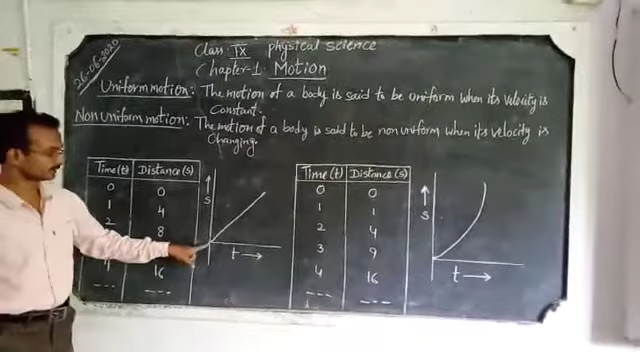 26-06-2020
Class: IX physical science
Chapter-1 Motion
Uniform motion: The motion of a body is said to be uniform when its velocity is
Constant.
Non uniform motion: The motion of a body is said to be non uniform when its velocity is
Changing.
Time(t) Distance(s)
0 0
1 4
2 8
4 16
--- ---
↑
s
t →
Time(t) Distance(s)
0 0
1 1
2 4
3 9
4 16
--- ---
↑
s
t →